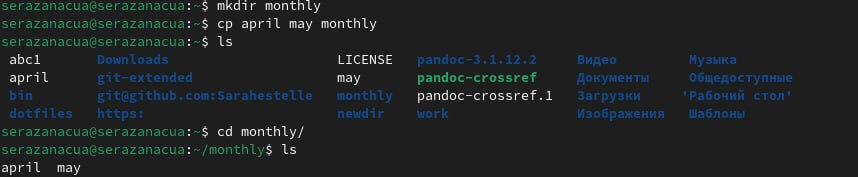 serazanacua@serazanacua:~$ mkdir monthly
serazanacua@serazanacua:~$ cp april may monthly
serazanacua@serazanacua:~$ ls
abc1 Downloads LICENSE pandoc-3.1.12.2 Видео Музыка
april git-extended may pandoc-crossref Документы Общедоступные
bin git@github.com:Sarahestelle monthly pandoc-crossref.1 Загрузки 'Рабочий стол'
dotfiles https: newdir work Изображения Шаблоны
serazanacua@serazanacua:~$ cd monthly/
serazanacua@serazanacua:~/monthly$ ls
april may